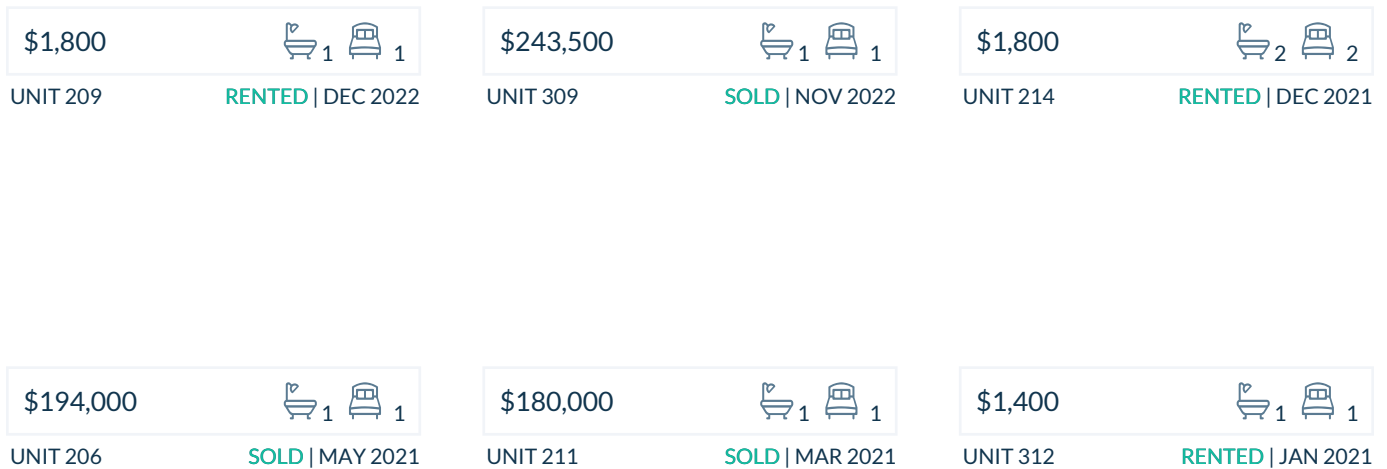 $1,800 1 1
UNIT 209 RENTED | DEC 2022
$243,500 1 1
UNIT 309 SOLD | NOV 2022
$1,800 2 2
UNIT 214 RENTED | DEC 2021
$194,000 1 1
UNIT 206 SOLD | MAY 2021
$180,000 1 1
UNIT 211 SOLD | MAR 2021
$1,400 1 1
UNIT 312 RENTED | JAN 2021